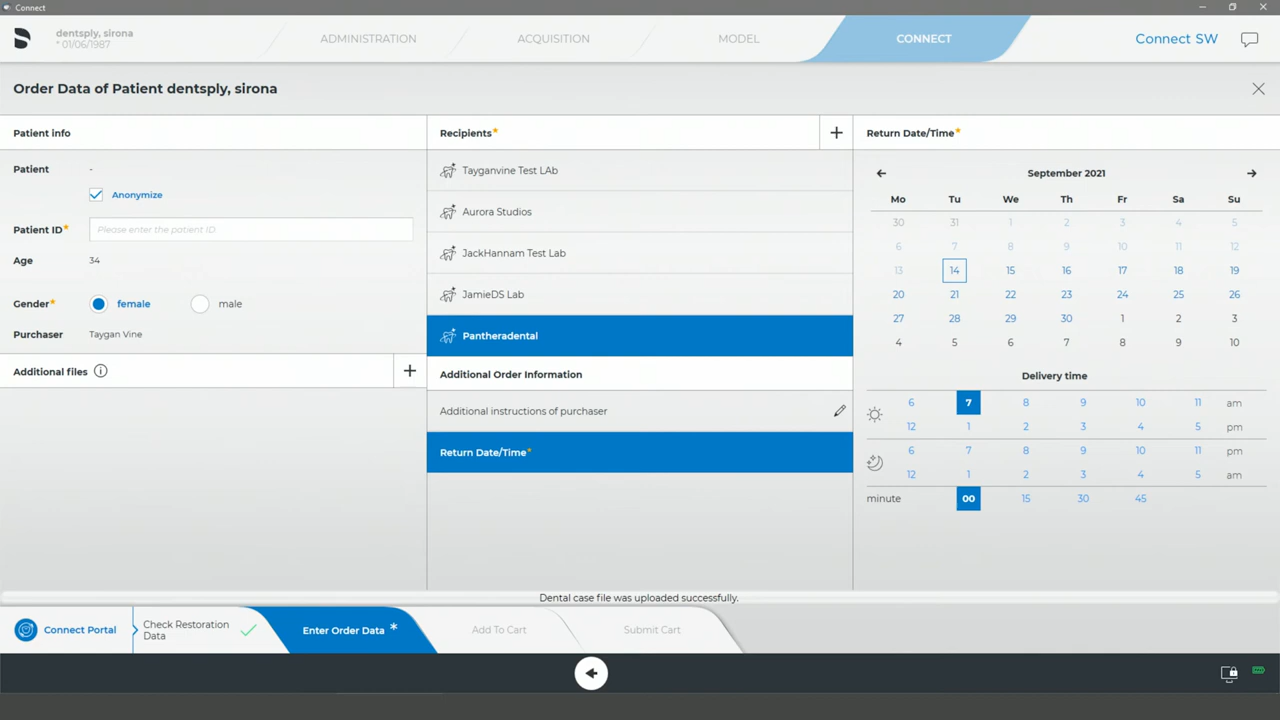 Connect
dentsply, sirona
* 01/06/1987
ADMINISTRATION
ACQUISITION
MODEL
CONNECT
Connect SW
Order Data of Patient dentsply, sirona
Patient info
Patient -
Anonymize
Patient ID* Please enter the patient ID
Age 34
Gender* female male
Purchaser Taygan Vine
Additional files
Recipients*
Tayganvine Test LAb
Aurora Studios
JackHannam Test Lab
JamieDS Lab
Pantheradental
Additional Order Information
Additional instructions of purchaser
Return Date/Time*
Return Date/Time*
September 2021
Mo Tu We Th Fr Sa Su
30 31 1 2 3 4 5
6 7 8 9 10 11 12
13 14 15 16 17 18 19
20 21 22 23 24 25 26
27 28 29 30 1 2 3
4 5 6 7 8 9 10
Delivery time
6 7 8 9 10 11 am
12 1 2 3 4 5 pm
6 7 8 9 10 11 pm
12 1 2 3 4 5 am
minute 00 15 30 45
Dental case file was uploaded successfully.
Connect Portal
Check Restoration
Data
Enter Order Data *
Add To Cart
Submit Cart